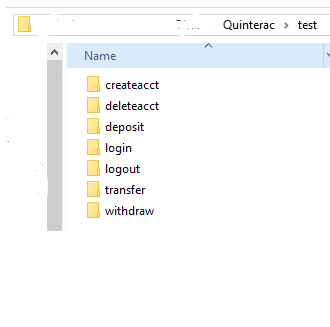 Quinterac > test
Name
createacct
deleteacct
deposit
login
logout
transfer
withdraw